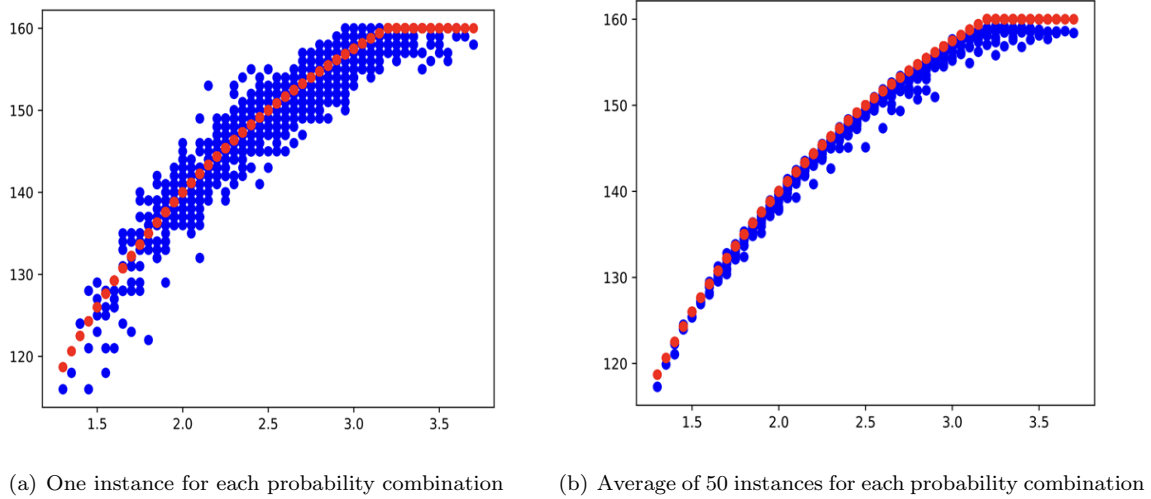 160
150
140
130
120
1.5 2.0 2.5 3.0 3.5
(a) One instance for each probability combination
160
150
140
130
120
1.5 2.0 2.5 3.0 3.5
(b) Average of 50 instances for each probability combination